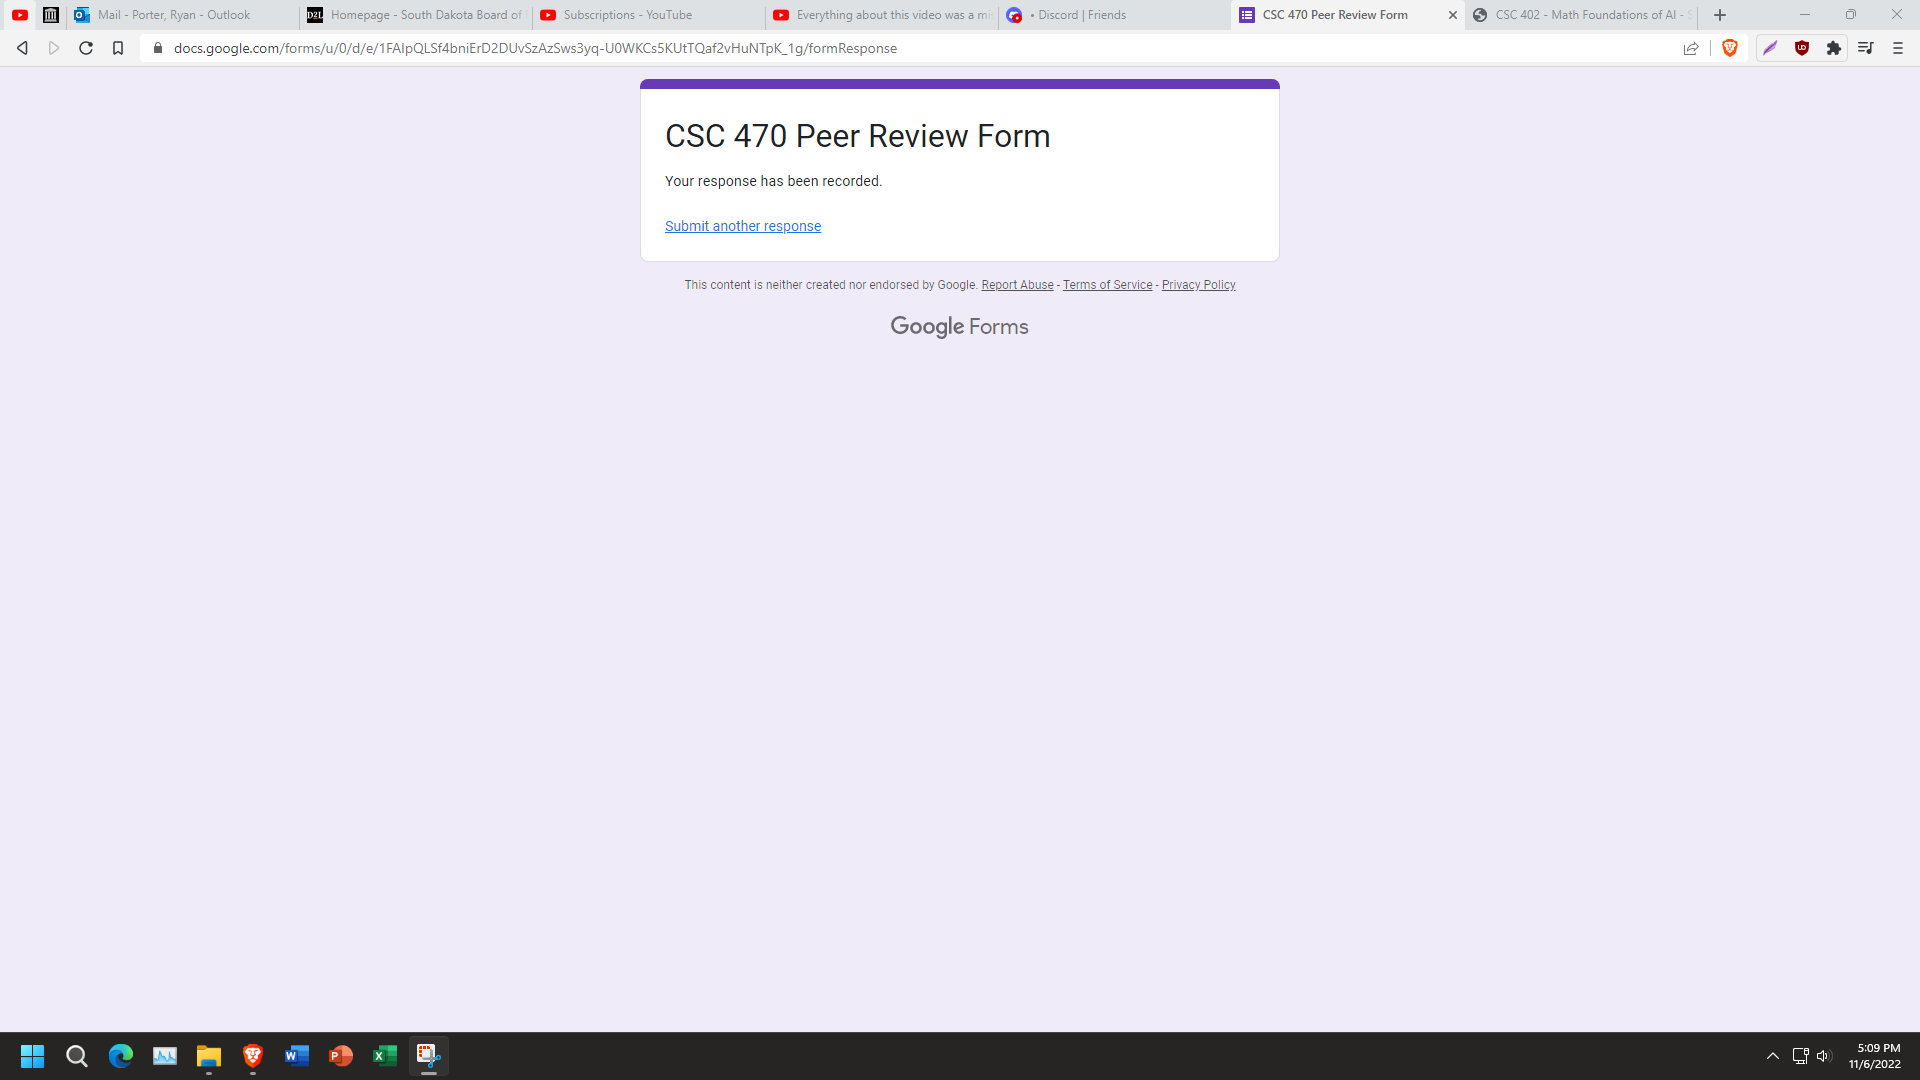 Mail - Porter, Ryan - Outlook
D2L Homepage - South Dakota Board of
Subscriptions - YouTube
Everything about this video was a mi
• Discord | Friends
CSC 470 Peer Review Form
CSC 402 - Math Foundations of AI - S
docs.google.com/forms/u/0/d/e/1FAIpQLSf4bniErD2DUvSzAzSws3yq-U0WKCs5KUtTQaf2vHuNTpK_1g/formResponse
CSC 470 Peer Review Form
Your response has been recorded.
Submit another response
This content is neither created nor endorsed by Google. Report Abuse - Terms of Service - Privacy Policy
Google Forms
5:09 PM
11/6/2022